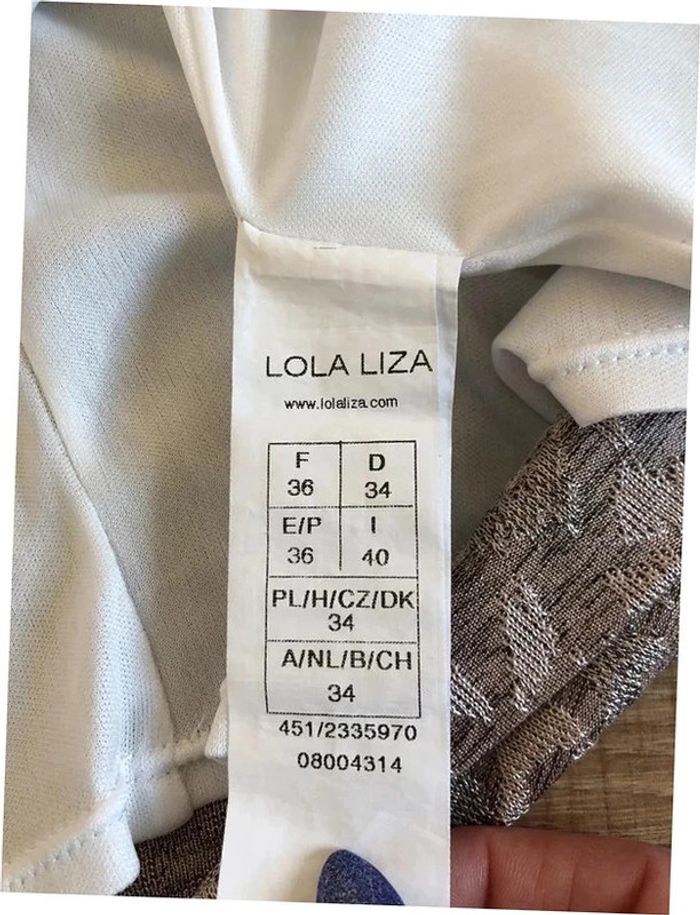 LOLA LIZA
www.lolaliza.com
F D
36 34
E/P I
36 40
PL/H/CZ/DK
34
A/NL/B/CH
34
451/2335970
08004314